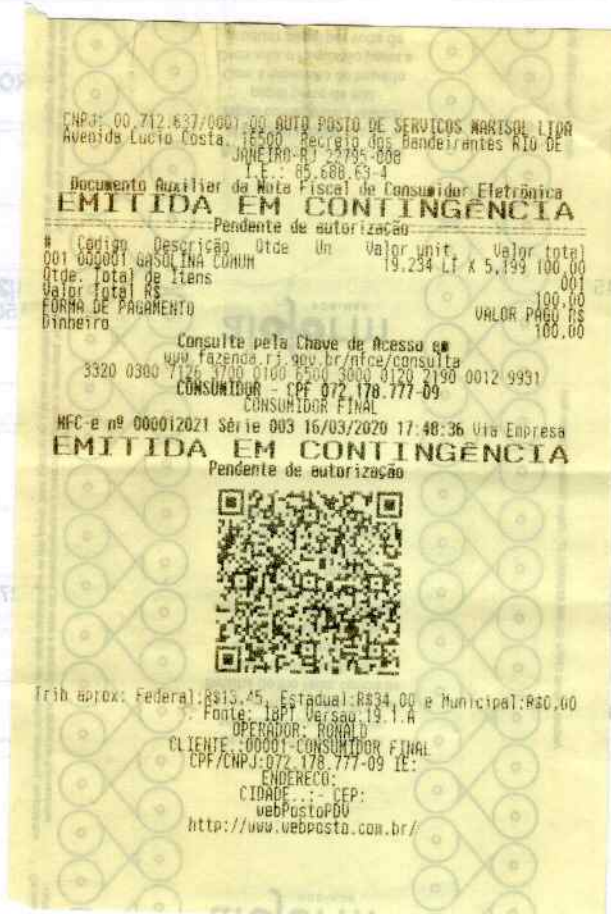 CNPJ: 00.712.637/0001-00 AUTO POSTO DE SERVICOS MARISOL LTDA
Avenida Lucio Costa, 16500 Recreio dos Bandeirantes RIO DE
JANEIRO-RJ 22795-008
I.E.: 85.688.63-4
Documento Auxiliar da Nota Fiscal de Consumidor Eletrônica
EMITIDA EM CONTINGÊNCIA
Pendente de autorização
# Código Descrição Qtde Un Valor unit. Valor total
001 000001 GASOLINA COMUM 19.234 LT X 5,199 100,00
Qtde. Total de Itens 001
Valor Total R$ 100,00
FORMA DE PAGAMENTO VALOR PAGO R$
Dinheiro 100,00
Consulte pela Chave de Acesso em
www.fazenda.rj.gov.br/nfce/consulta
3320 0300 7126 3700 0100 6500 3000 0120 2190 0012 9931
CONSUMIDOR - CPF 072.178.777-09
CONSUMIDOR FINAL
NFC-e nº 000012021 Série 003 16/03/2020 17:48:36 Via Empresa
EMITIDA EM CONTINGÊNCIA
Pendente de autorização
Trib aprox: Federal:R$13,45, Estadual:R$34,00 e Municipal:R$0,00
Fonte: IBPT Versao:19.1.A
OPERADOR: RONALD
CLIENTE.:00001-CONSUMIDOR FINAL
CPF/CNPJ:072.178.777-09 IE:
ENDERECO:
CIDADE..:- CEP:
webPostoPDV
http://www.webposto.com.br/